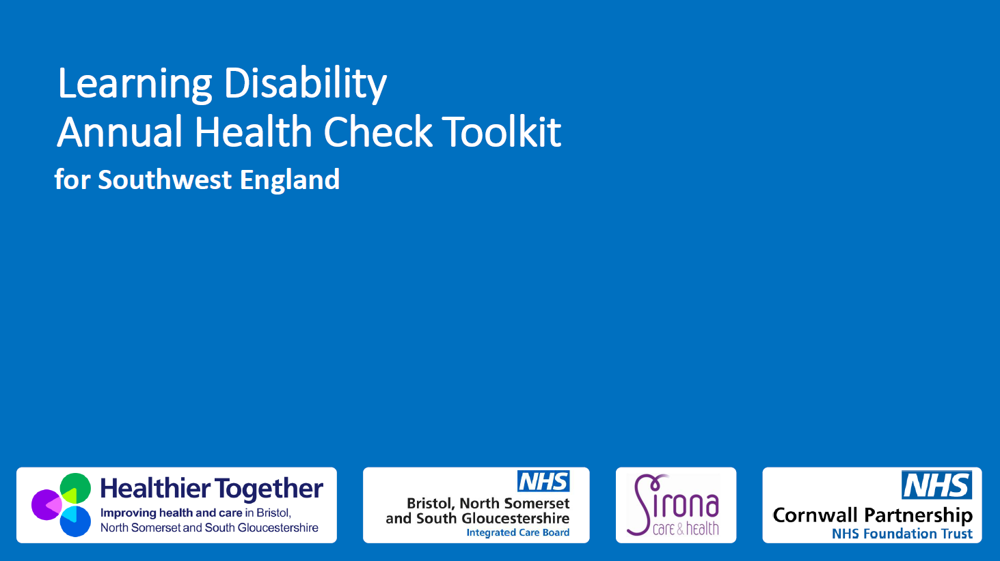 Learning Disability
Annual Health Check Toolkit
for Southwest England
Healthier Together
Improving health and care in Bristol,
North Somerset and South Gloucestershire
NHS
Bristol, North Somerset
and South Gloucestershire
Integrated Care Board
Sirona
care & health
NHS
Cornwall Partnership
NHS Foundation Trust